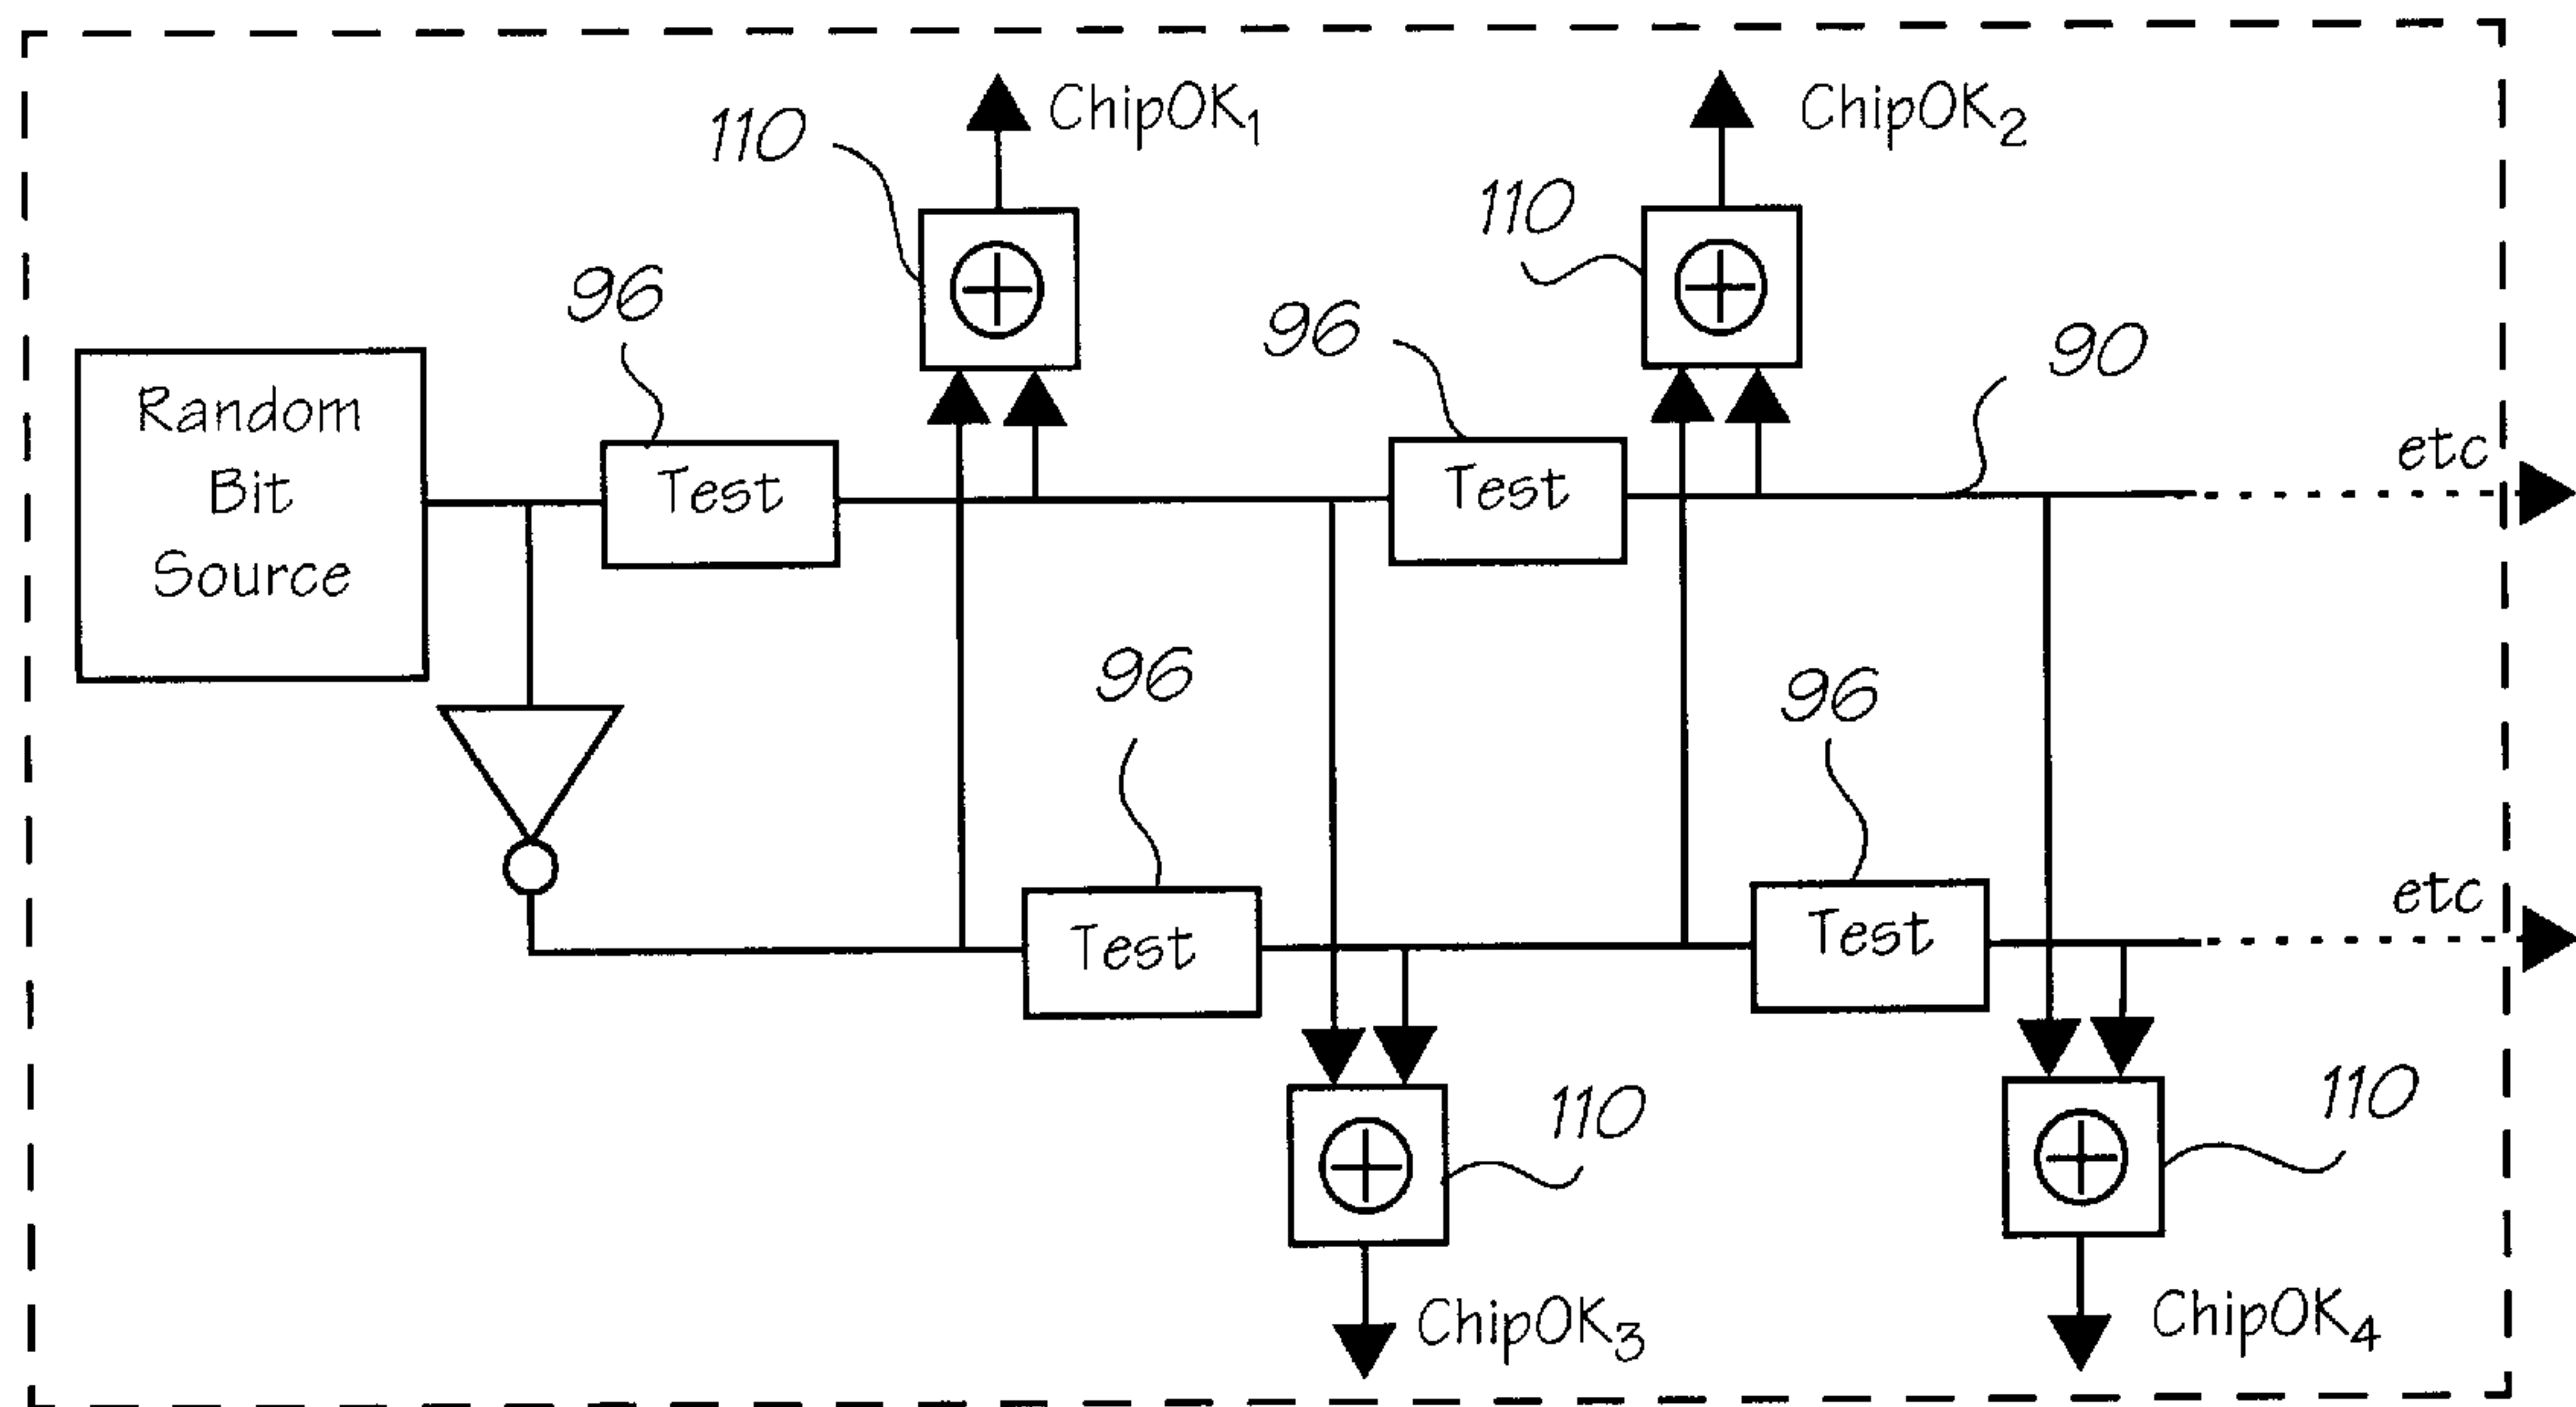 ChipOK1
ChipOK2
110
110
96
96
90
Random
Bit
Source
Test
Test
etc
96
96
Test
Test
etc
110
110
ChipOK3
ChipOK4